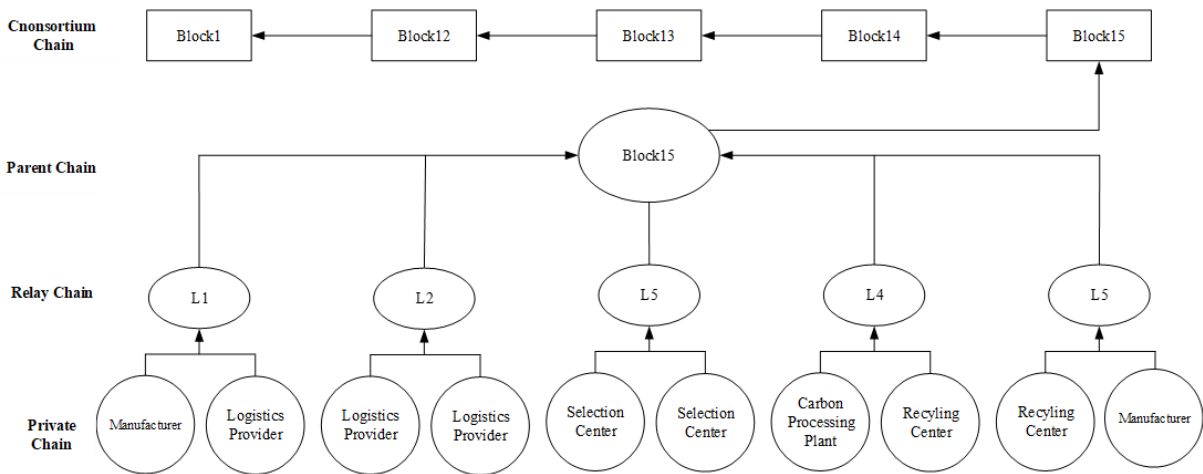 Cnonsortium
Chain
Block1
Block12
Block13
Block14
Block15
Parent Chain
Block15
Relay Chain
L1
L2
L5
L4
L5
Private
Chain
Manufacturer
Logistics
Provider
Logistics
Provider
Logistics
Provider
Selection
Center
Selection
Center
Carbon
Processing
Plant
Recyling
Center
Recyling
Center
Manufacturer